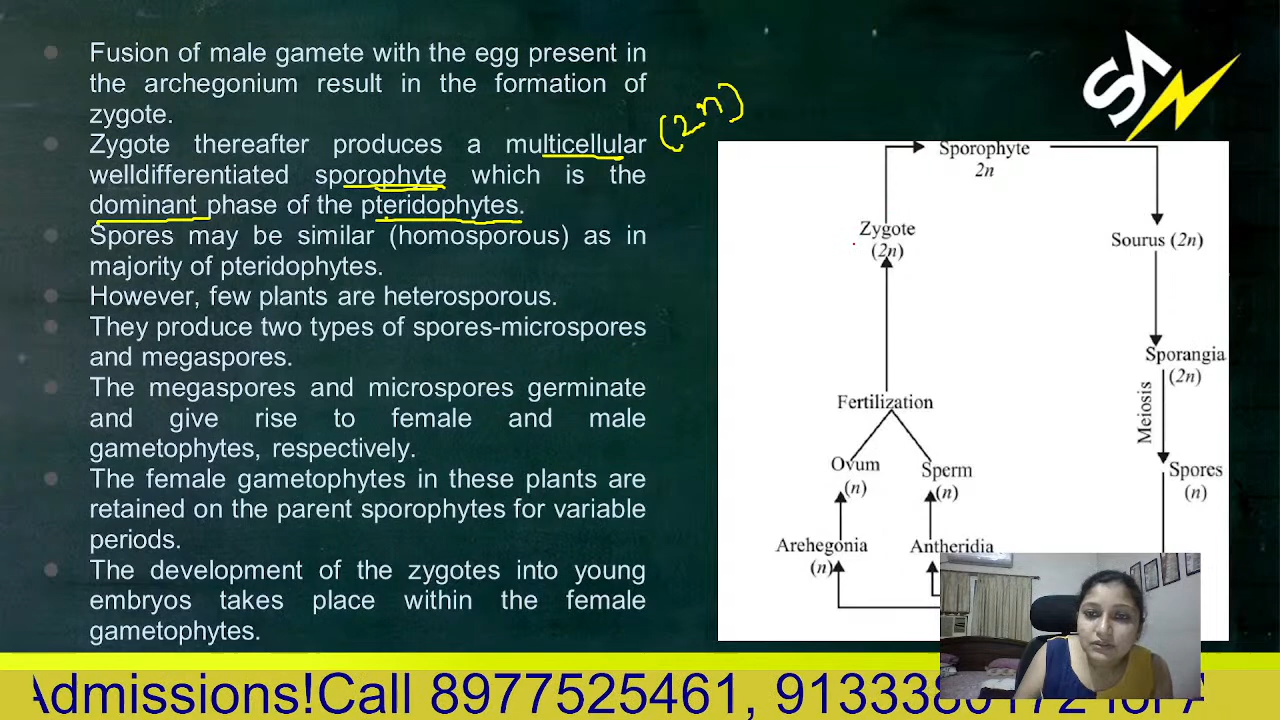 Fusion of male gamete with the egg present in
the archegonium result in the formation of
zygote.
Zygote thereafter produces a multicellular
welldifferentiated sporophyte which is the
dominant phase of the pteridophytes.
Spores may be similar (homosporous) as in
majority of pteridophytes.
However, few plants are heterosporous.
They produce two types of spores-microspores
and megaspores.
The megaspores and microspores germinate
and give rise to female and male
gametophytes, respectively.
The female gametophytes in these plants are
retained on the parent sporophytes for variable
periods.
The development of the zygotes into young
embryos takes place within the female
gametophytes.
(2n)
SAN
Sporophyte
2n
Zygote
(2n)
Sourus (2n)
Sporangia
(2n)
Meiosis
Fertilization
Ovum
(n)
Sperm
(n)
Spores
(n)
Arehegonia
(n)
Antheridia
Admissions!Call 8977525461,